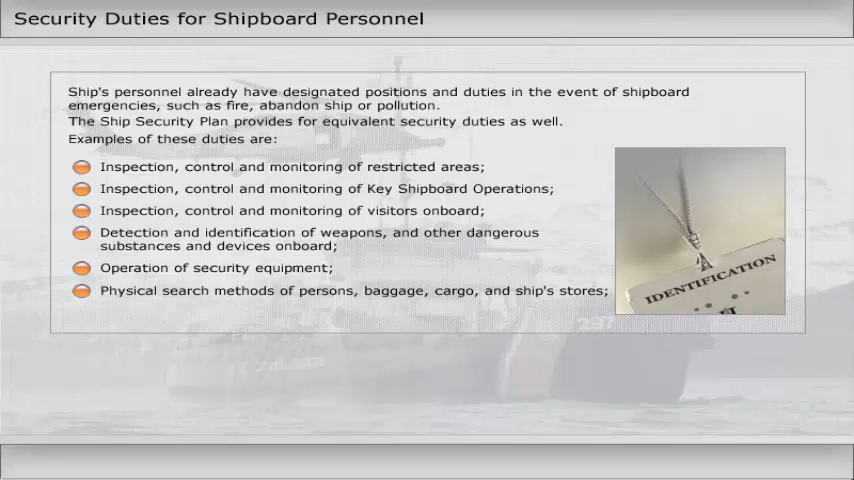 Security Duties for Shipboard Personnel
Ship's personnel already have designated positions and duties in the event of shipboard
emergencies, such as fire, abandon ship or pollution.
The Ship Security Plan provides for equivalent security duties as well.
Examples of these duties are:
Inspection, control and monitoring of restricted areas;
Inspection, control and monitoring of Key Shipboard Operations;
Inspection, control and monitoring of visitors onboard;
Detection and identification of weapons, and other dangerous
substances and devices onboard;
Operation of security equipment;
Physical search methods of persons, baggage, cargo, and ship's stores;
IDENTIFICATION
297